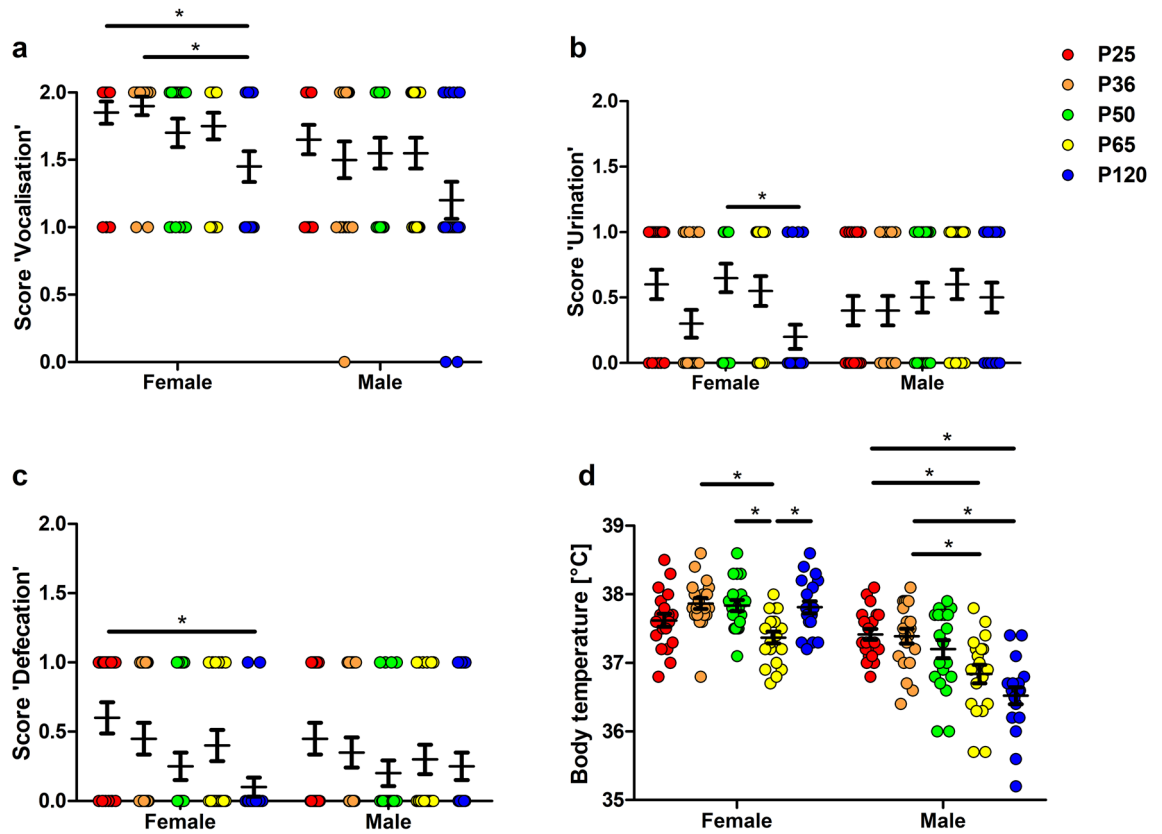 a
* 
*
Score 'Vocalisation'
2.0
1.5
1.0
0.5
0.0
Female Male
b
*
Score 'Urination'
2.0
1.5
1.0
0.5
0.0
Female Male
P25
P36
P50
P65
P120
c
*
Score 'Defecation'
2.0
1.5
1.0
0.5
0.0
Female Male
d
*
* *
*
* *
*
Body temperature [°C]
39
38
37
36
35
Female Male